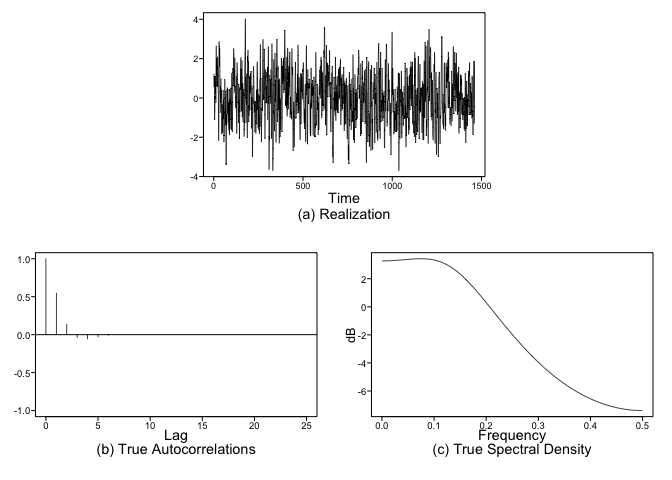 4
2
0
-2
-4
0 500 1000 1500
Time
(a) Realization
1.0
0.5
0.0
-0.5
-1.0
0 5 10 15 20 25
Lag
(b) True Autocorrelations
dB
2
0
-2
-4
-6
0.0 0.1 0.2 0.3 0.4 0.5
Frequency
(c) True Spectral Density